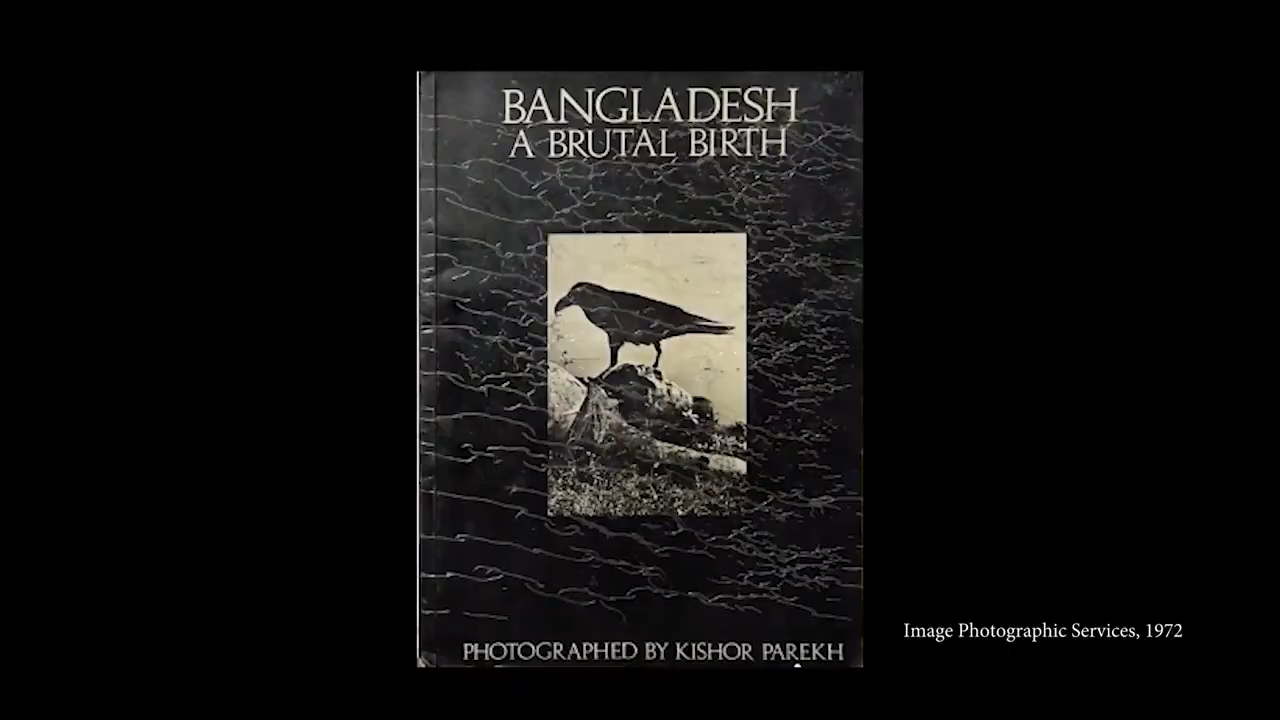 BANGLADESH
A BRUTAL BIRTH
PHOTOGRAPHED BY KISHOR PAREKH
Image Photographic Services, 1972